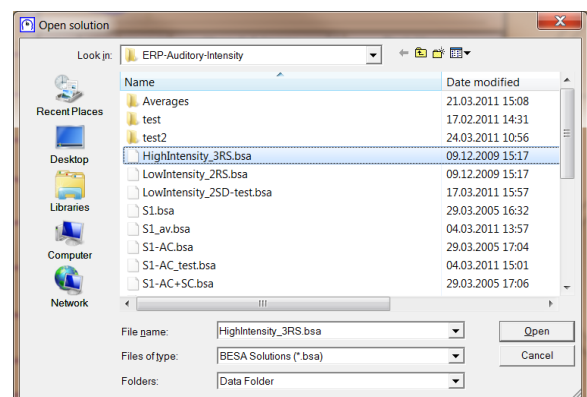 Open solution
Look in: ERP-Auditory-Intensity
Name Date modified
Averages 21.03.2011 15:08
test 17.02.2011 14:31
test2 24.03.2011 10:56
HighIntensity_3RS.bsa 09.12.2009 15:17
LowIntensity_2RS.bsa 09.12.2009 15:17
LowIntensity_2SD-test.bsa 17.03.2011 15:57
S1.bsa 29.03.2005 16:32
S1_av.bsa 04.03.2011 13:57
S1-AC.bsa 29.03.2005 17:04
S1-AC_test.bsa 04.03.2011 15:01
S1-AC+SC.bsa 29.03.2005 17:06
Recent Places
Desktop
Libraries
Computer
Network
File name: HighIntensity_3RS.bsa Open
Files of type: BESA Solutions (*.bsa) Cancel
Folders: Data Folder